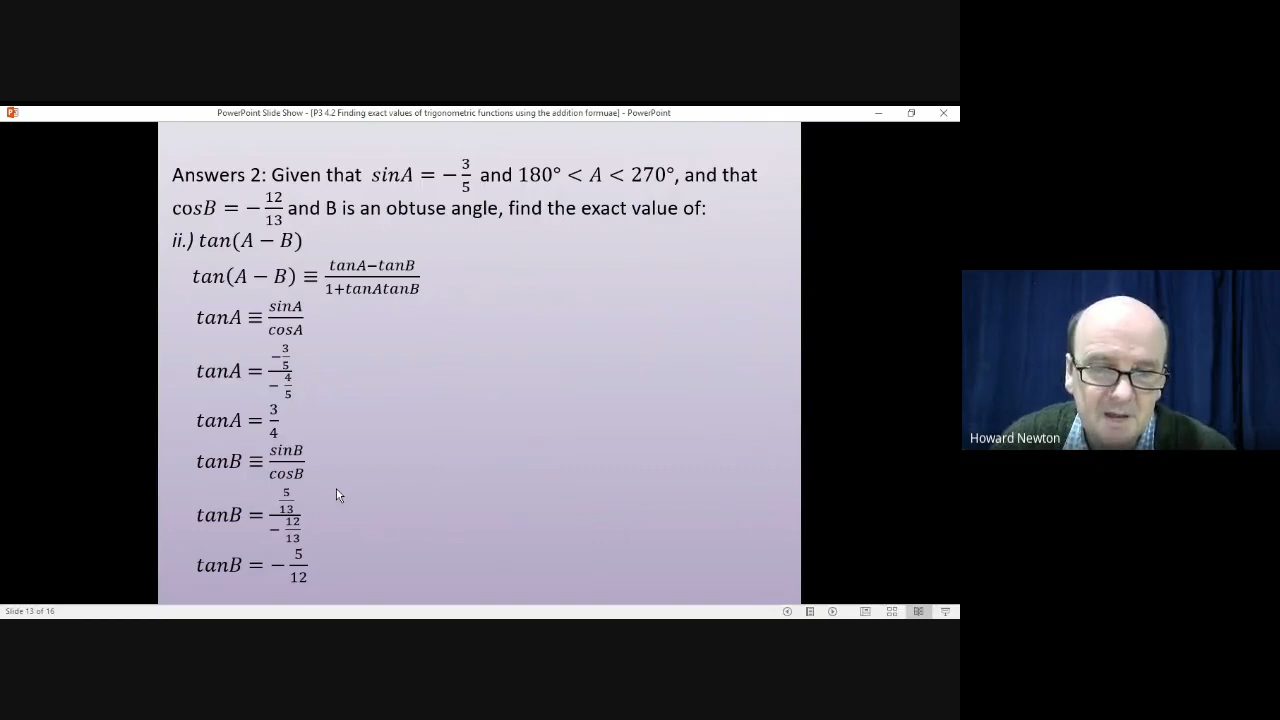 PowerPoint Slide Show - [P3 4.2 Finding exact values of trigonometric functions using the addition formuae] - PowerPoint
Answers 2: Given that sinA = −3/5 and 180° < A < 270°, and that
cosB = −12/13 and B is an obtuse angle, find the exact value of:
ii.) tan(A − B)
tan(A − B) ≡ (tanA−tanB)/(1+tanAtanB)
tanA ≡ sinA/cosA
tanA = (−3/5)/(−4/5)
tanA = 3/4
tanB ≡ sinB/cosB
tanB = (5/13)/(−12/13)
tanB = −5/12
Howard Newton
Slide 13 of 16